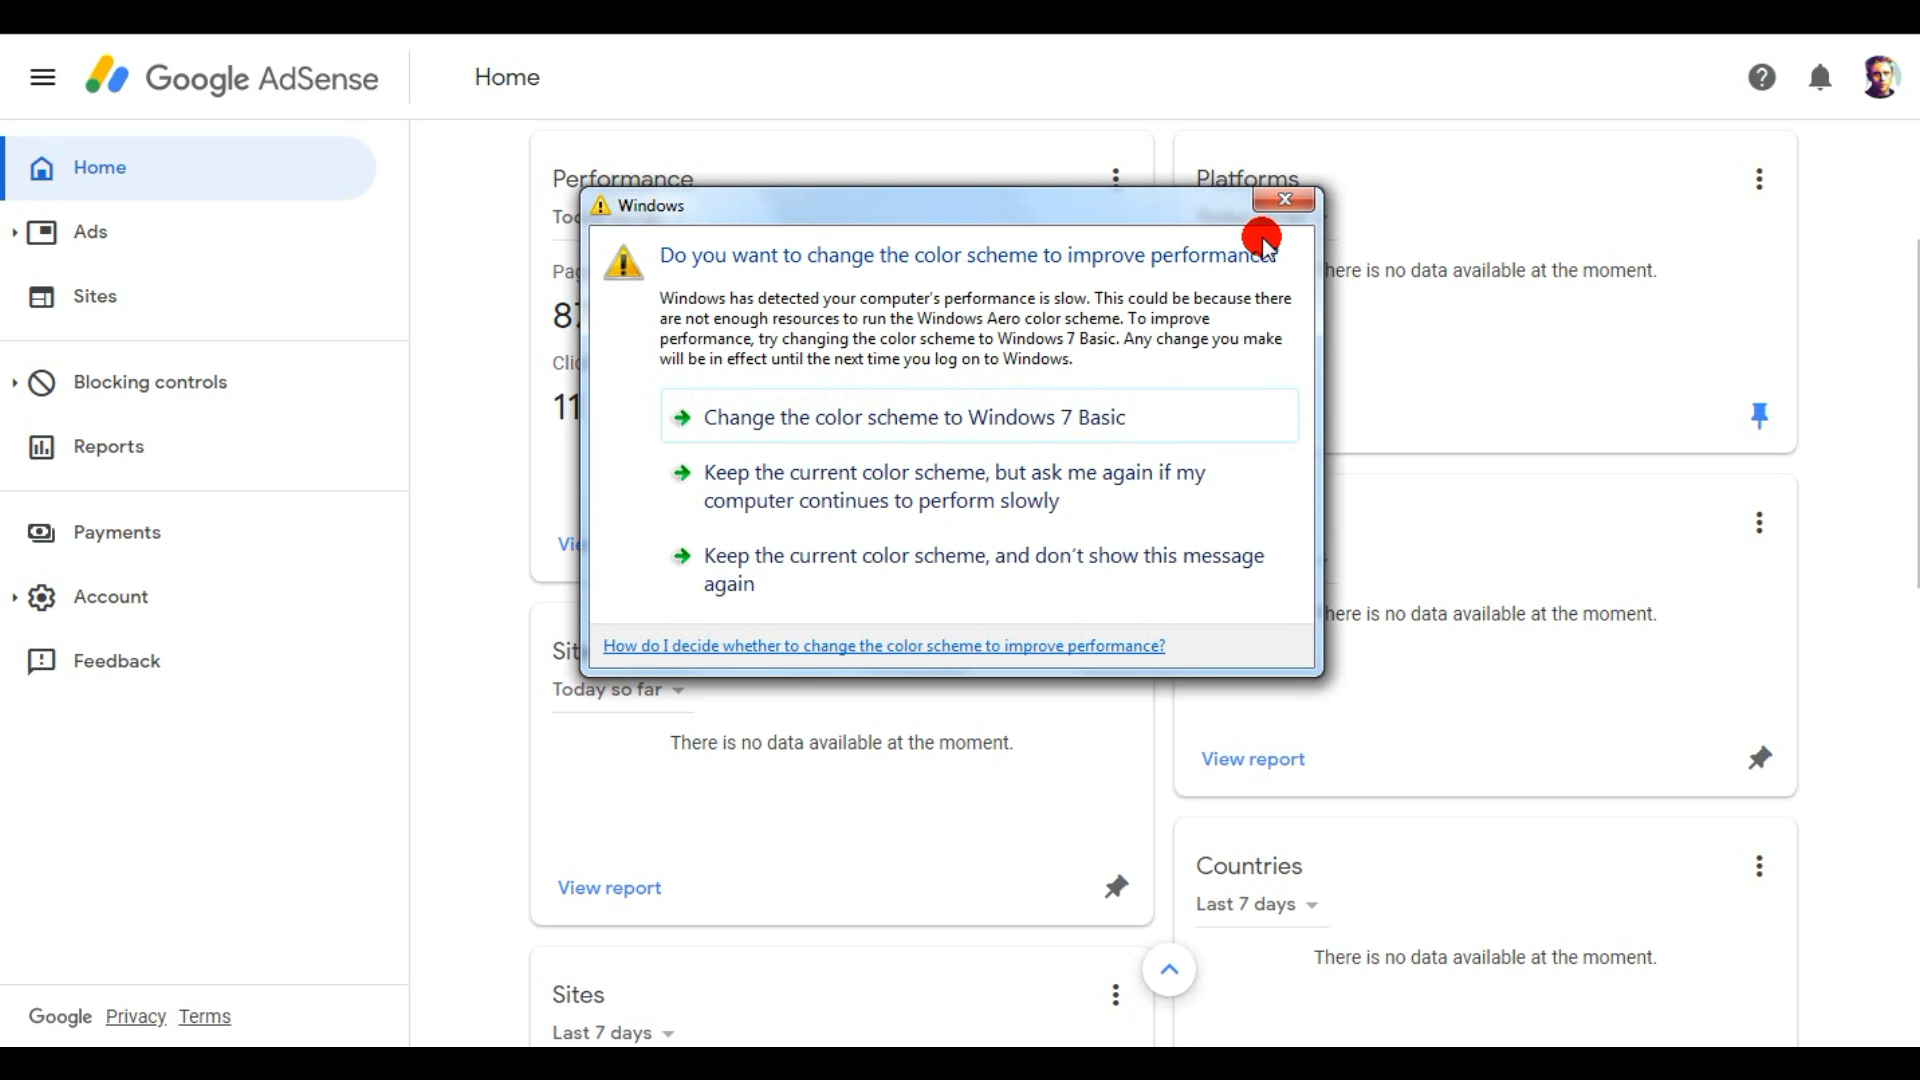 Google AdSense
Home
Home
Ads
Sites
Blocking controls
Reports
Payments
Account
Feedback
Google Privacy Terms
Performance
Platforms
There is no data available at the moment.
Windows
Do you want to change the color scheme to improve performance?
Windows has detected your computer's performance is slow. This could be because there
are not enough resources to run the Windows Aero color scheme. To improve
performance, try changing the color scheme to Windows 7 Basic. Any change you make
will be in effect until the next time you log on to Windows.
Change the color scheme to Windows 7 Basic
Keep the current color scheme, but ask me again if my
computer continues to perform slowly
Keep the current color scheme, and don't show this message
again
How do I decide whether to change the color scheme to improve performance?
Today so far
There is no data available at the moment.
View report
There is no data available at the moment.
View report
Countries
Last 7 days
There is no data available at the moment.
Sites
Last 7 days